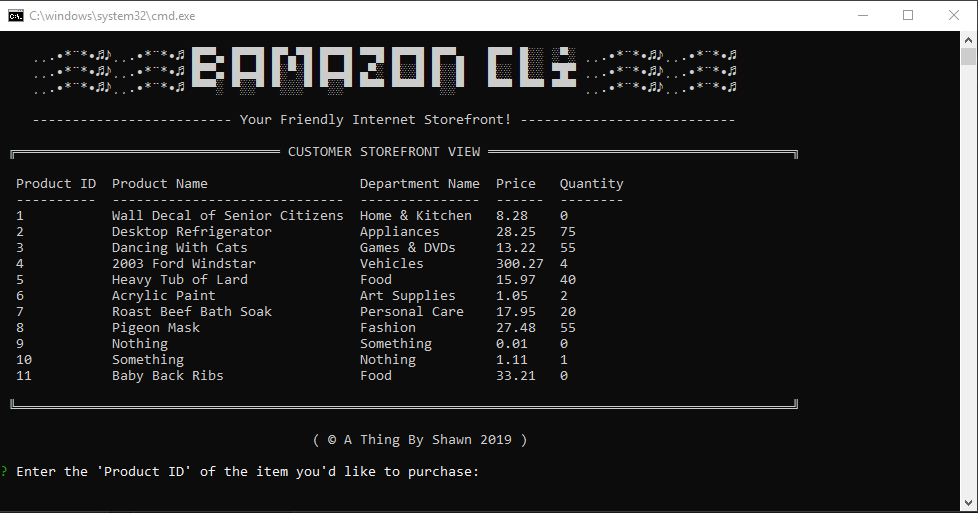 C:\windows\system32\cmd.exe
BAMAZON CLI
-------------------------- Your Friendly Internet Storefront! ---------------------------
CUSTOMER STOREFRONT VIEW
Product ID  Product Name                   Department Name  Price   Quantity
----------  -----------------------------  ---------------  ------  --------
1           Wall Decal of Senior Citizens  Home & Kitchen   8.28    0
2           Desktop Refrigerator           Appliances       28.25   75
3           Dancing With Cats              Games & DVDs     13.22   55
4           2003 Ford Windstar             Vehicles         300.27  4
5           Heavy Tub of Lard              Food             15.97   40
6           Acrylic Paint                  Art Supplies     1.05    2
7           Roast Beef Bath Soak           Personal Care    17.95   20
8           Pigeon Mask                    Fashion          27.48   55
9           Nothing                        Something        0.01    0
10          Something                      Nothing          1.11    1
11          Baby Back Ribs                 Food             33.21   0
( © A Thing By Shawn 2019 )
? Enter the 'Product ID' of the item you'd like to purchase: